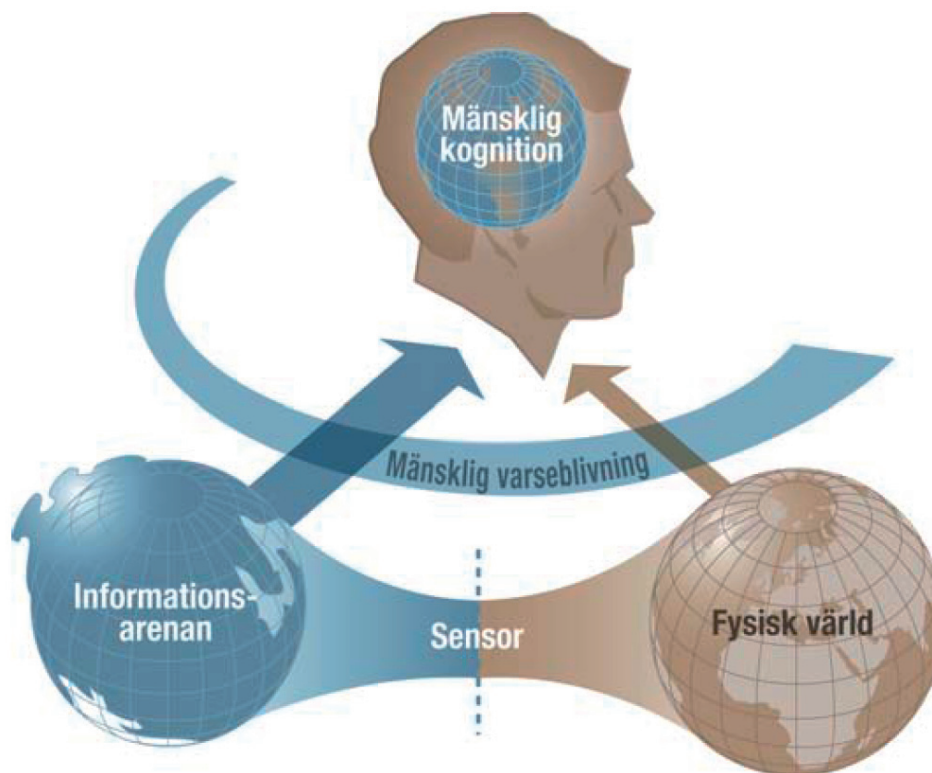 Mänsklig
kognition
Mänsklig varseblivning
Informations-
arenan
Sensor
Fysisk värld